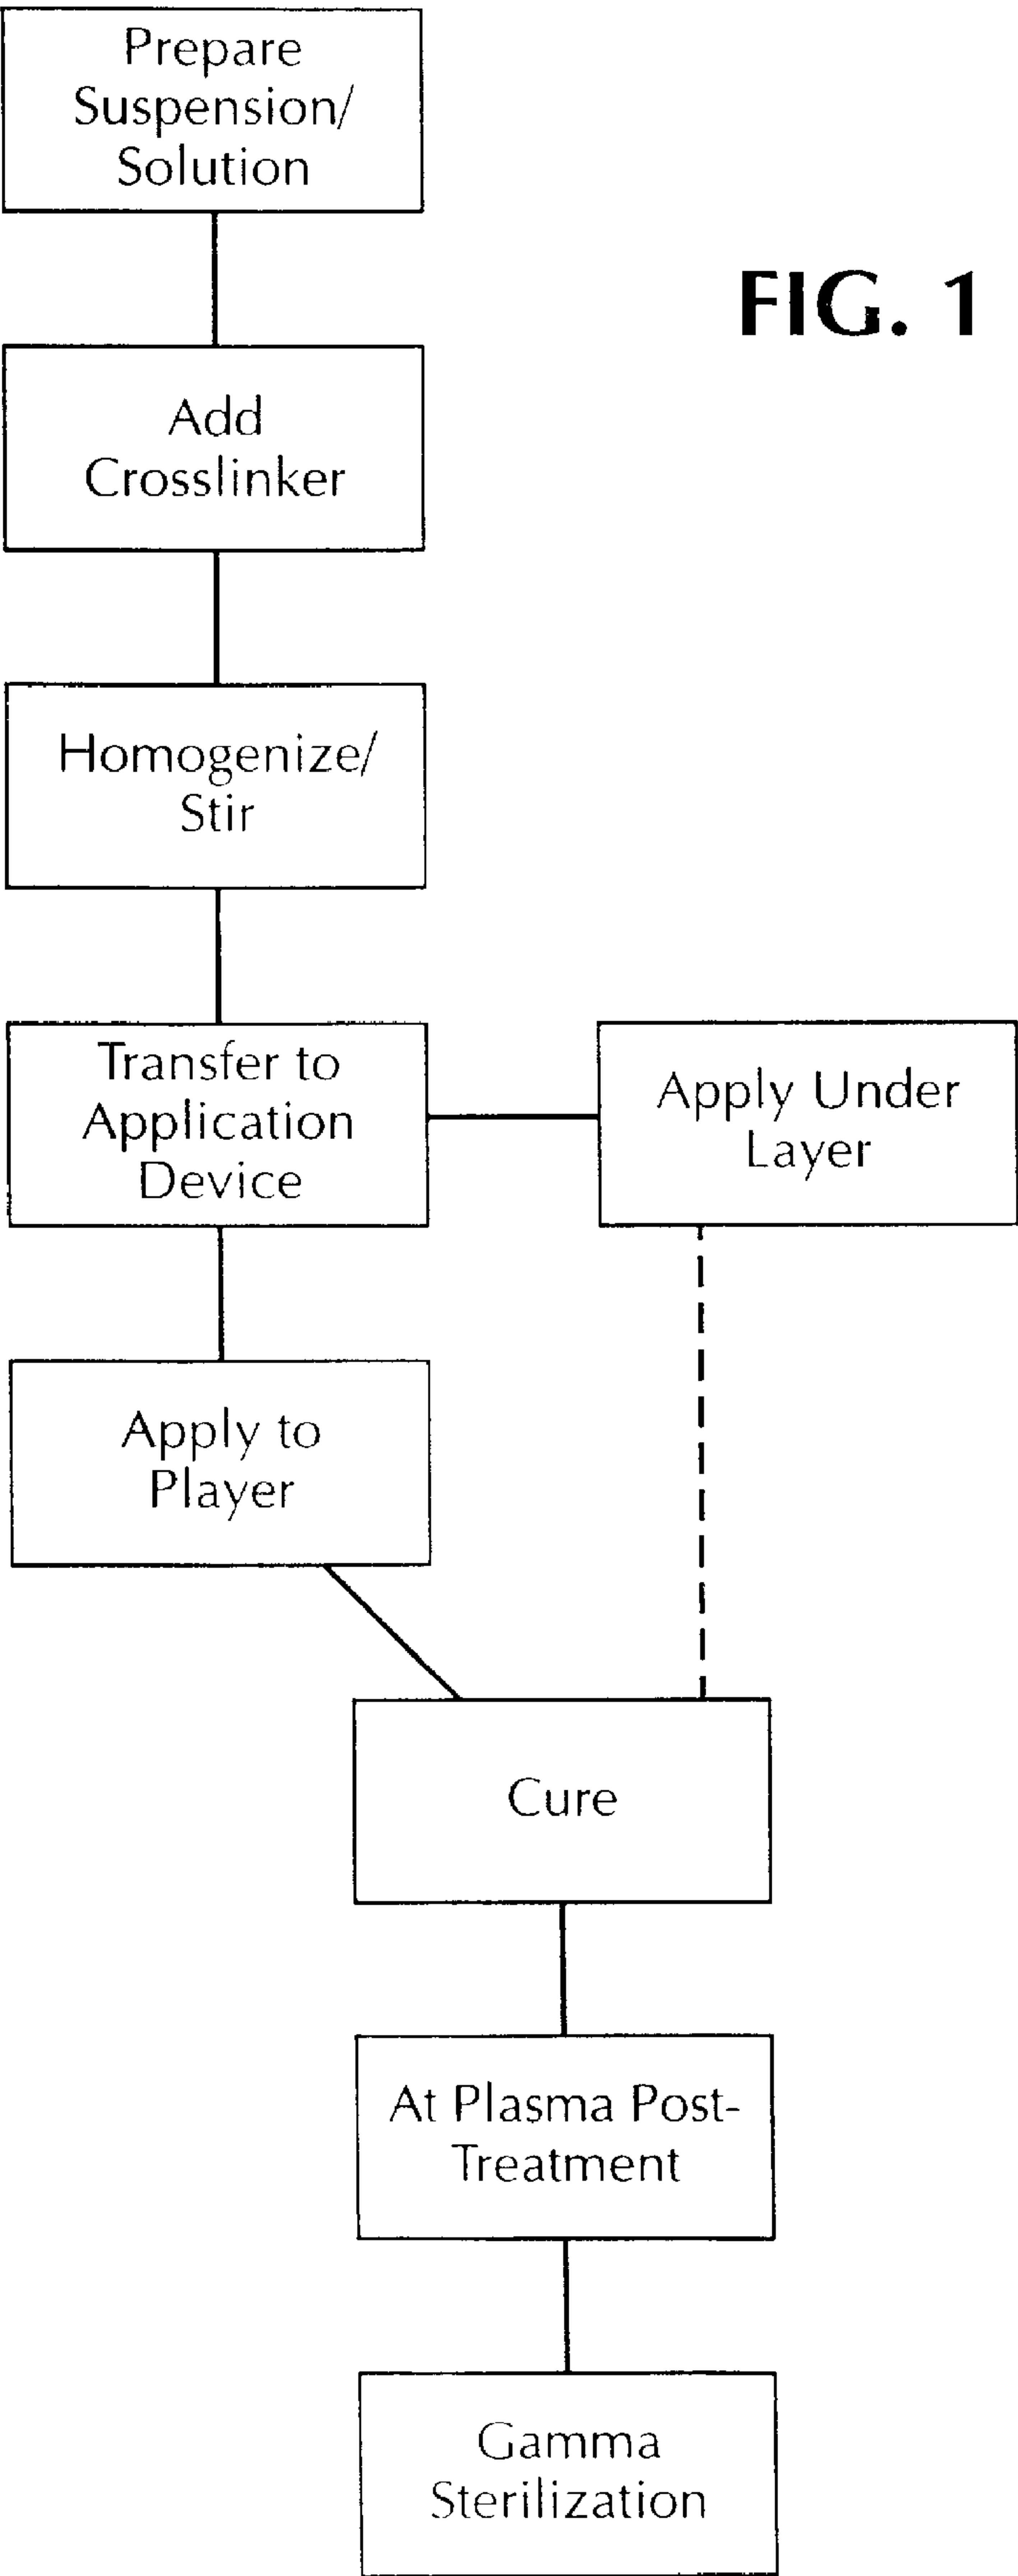 Prepare
Suspension/
Solution
FIG. 1
Add
Crosslinker
Homogenize/
Stir
Transfer to
Application
Device
Apply Under
Layer
Apply to
Player
Cure
At Plasma Post-
Treatment
Gamma
Sterilization